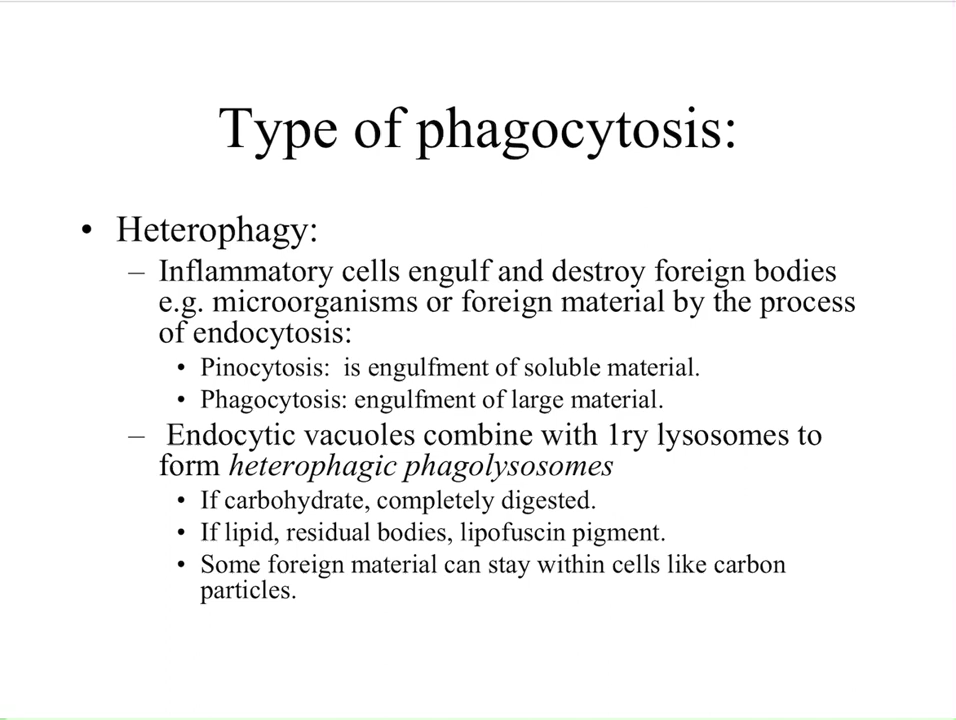 Type of phagocytosis:
• Heterophagy:
– Inflammatory cells engulf and destroy foreign bodies
e.g. microorganisms or foreign material by the process
of endocytosis:
• Pinocytosis:  is engulfment of soluble material.
• Phagocytosis: engulfment of large material.
–  Endocytic vacuoles combine with 1ry lysosomes to
form heterophagic phagolysosomes
• If carbohydrate, completely digested.
• If lipid, residual bodies, lipofuscin pigment.
• Some foreign material can stay within cells like carbon
particles.